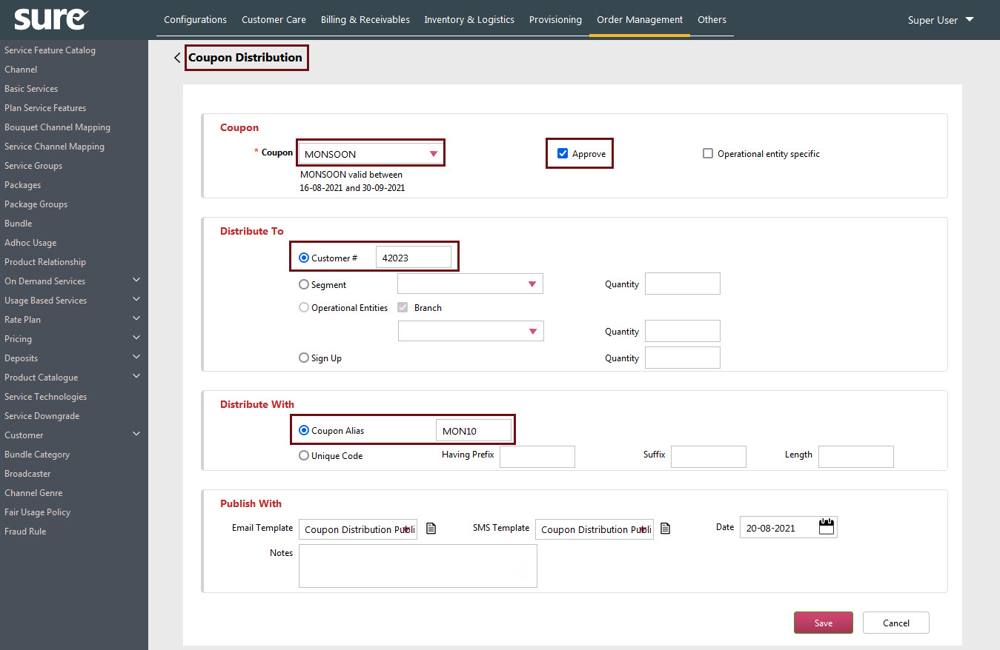 sure
Configurations Customer Care Billing & Receivables Inventory & Logistics Provisioning Order Management Others Super User
Service Feature Catalog
Channel
Basic Services
Plan Service Features
Bouquet Channel Mapping
Service Channel Mapping
Service Groups
Packages
Package Groups
Bundle
Adhoc Usage
Product Relationship
On Demand Services
Usage Based Services
Rate Plan
Pricing
Deposits
Product Catalogue
Service Technologies
Service Downgrade
Customer
Bundle Category
Broadcaster
Channel Genre
Fair Usage Policy
Fraud Rule
Coupon Distribution
Coupon
* Coupon MONSOON Approve Operational entity specific
MONSOON valid between
16-08-2021 and 30-09-2021
Distribute To
Customer # 42023
Segment Quantity
Operational Entities Branch
Quantity
Sign Up Quantity
Distribute With
Coupon Alias MON10
Unique Code Having Prefix Suffix Length
Publish With
Email Template Coupon Distribution Publi SMS Template Coupon Distribution Publi Date 20-08-2021
Notes
Save Cancel